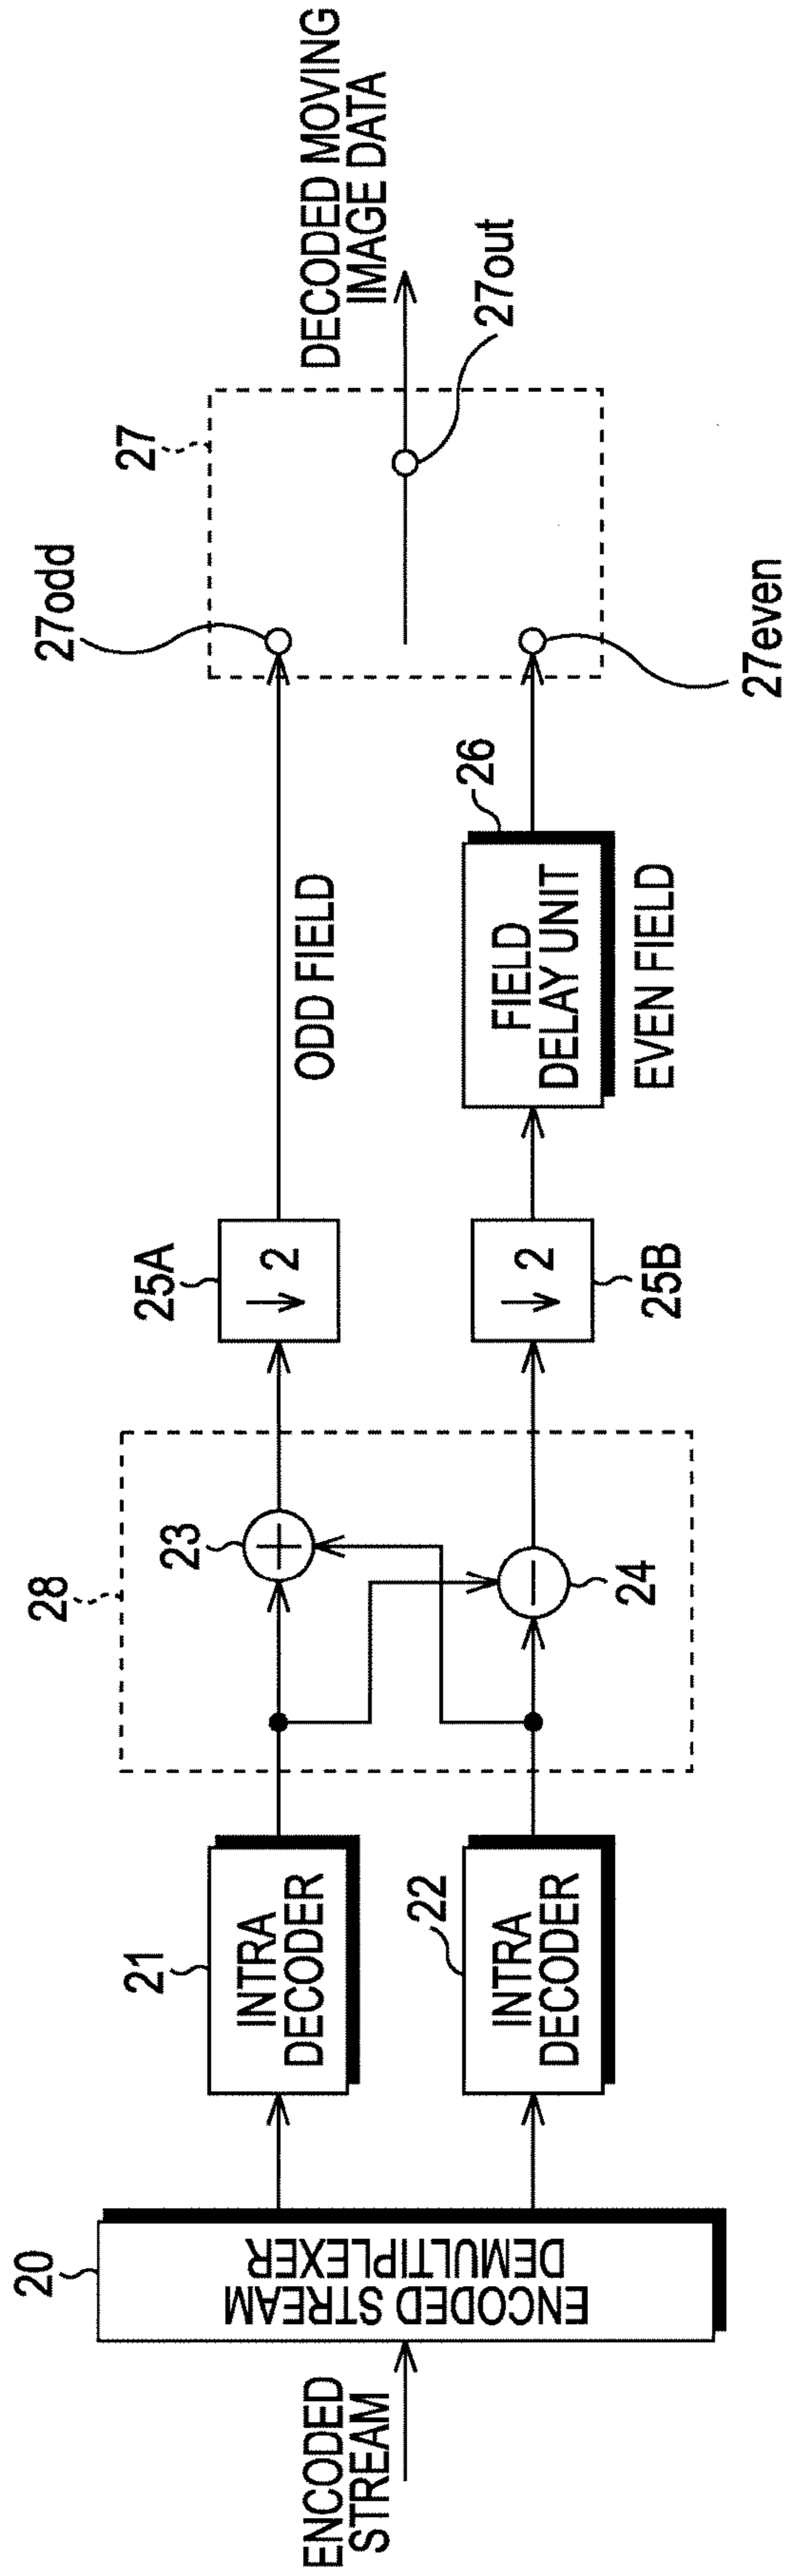 ENCODED
STREAM
20
ENCODED STREAM
DEMULTIPLEXER
21
INTRA
DECODER
22
INTRA
DECODER
28
23
24
25A
↓ 2
25B
↓ 2
ODD FIELD
26
FIELD
DELAY UNIT
EVEN FIELD
27odd
27
27even
27out
DECODED MOVING
IMAGE DATA